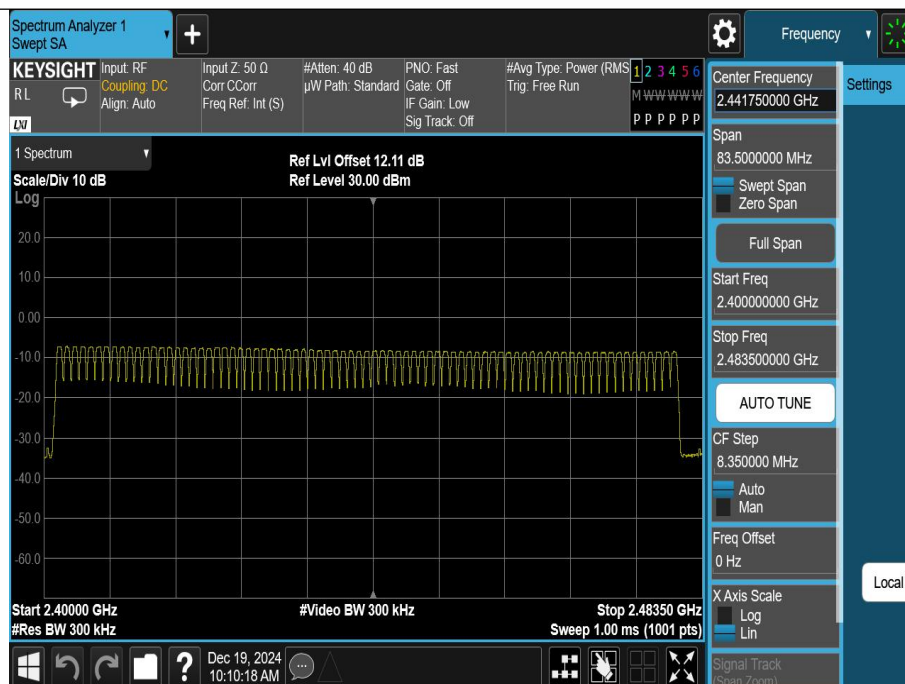 Spectrum Analyzer 1
Swept SA
Frequency
KEYSIGHT
RL
LXI
Input: RF
Coupling: DC
Align: Auto
Input Z: 50 Ω
Corr CCorr
Freq Ref: Int (S)
#Atten: 40 dB
µW Path: Standard
PNO: Fast
Gate: Off
IF Gain: Low
Sig Track: Off
#Avg Type: Power (RMS
Trig: Free Run
1 2 3 4 5 6
M W W W W W
P P P P P P
1 Spectrum
Scale/Div 10 dB
Log
Ref Lvl Offset 12.11 dB
Ref Level 30.00 dBm
20.0
10.0
0.00
-10.0
-20.0
-30.0
-40.0
-50.0
-60.0
Start 2.40000 GHz
#Res BW 300 kHz
#Video BW 300 kHz
Stop 2.48350 GHz
Sweep 1.00 ms (1001 pts)
Dec 19, 2024
10:10:18 AM
Center Frequency
2.441750000 GHz
Span
83.5000000 MHz
Swept Span
Zero Span
Full Span
Start Freq
2.400000000 GHz
Stop Freq
2.483500000 GHz
AUTO TUNE
CF Step
8.350000 MHz
Auto
Man
Freq Offset
0 Hz
X Axis Scale
Log
Lin
Signal Track
(Span Zoom)
Settings
Local